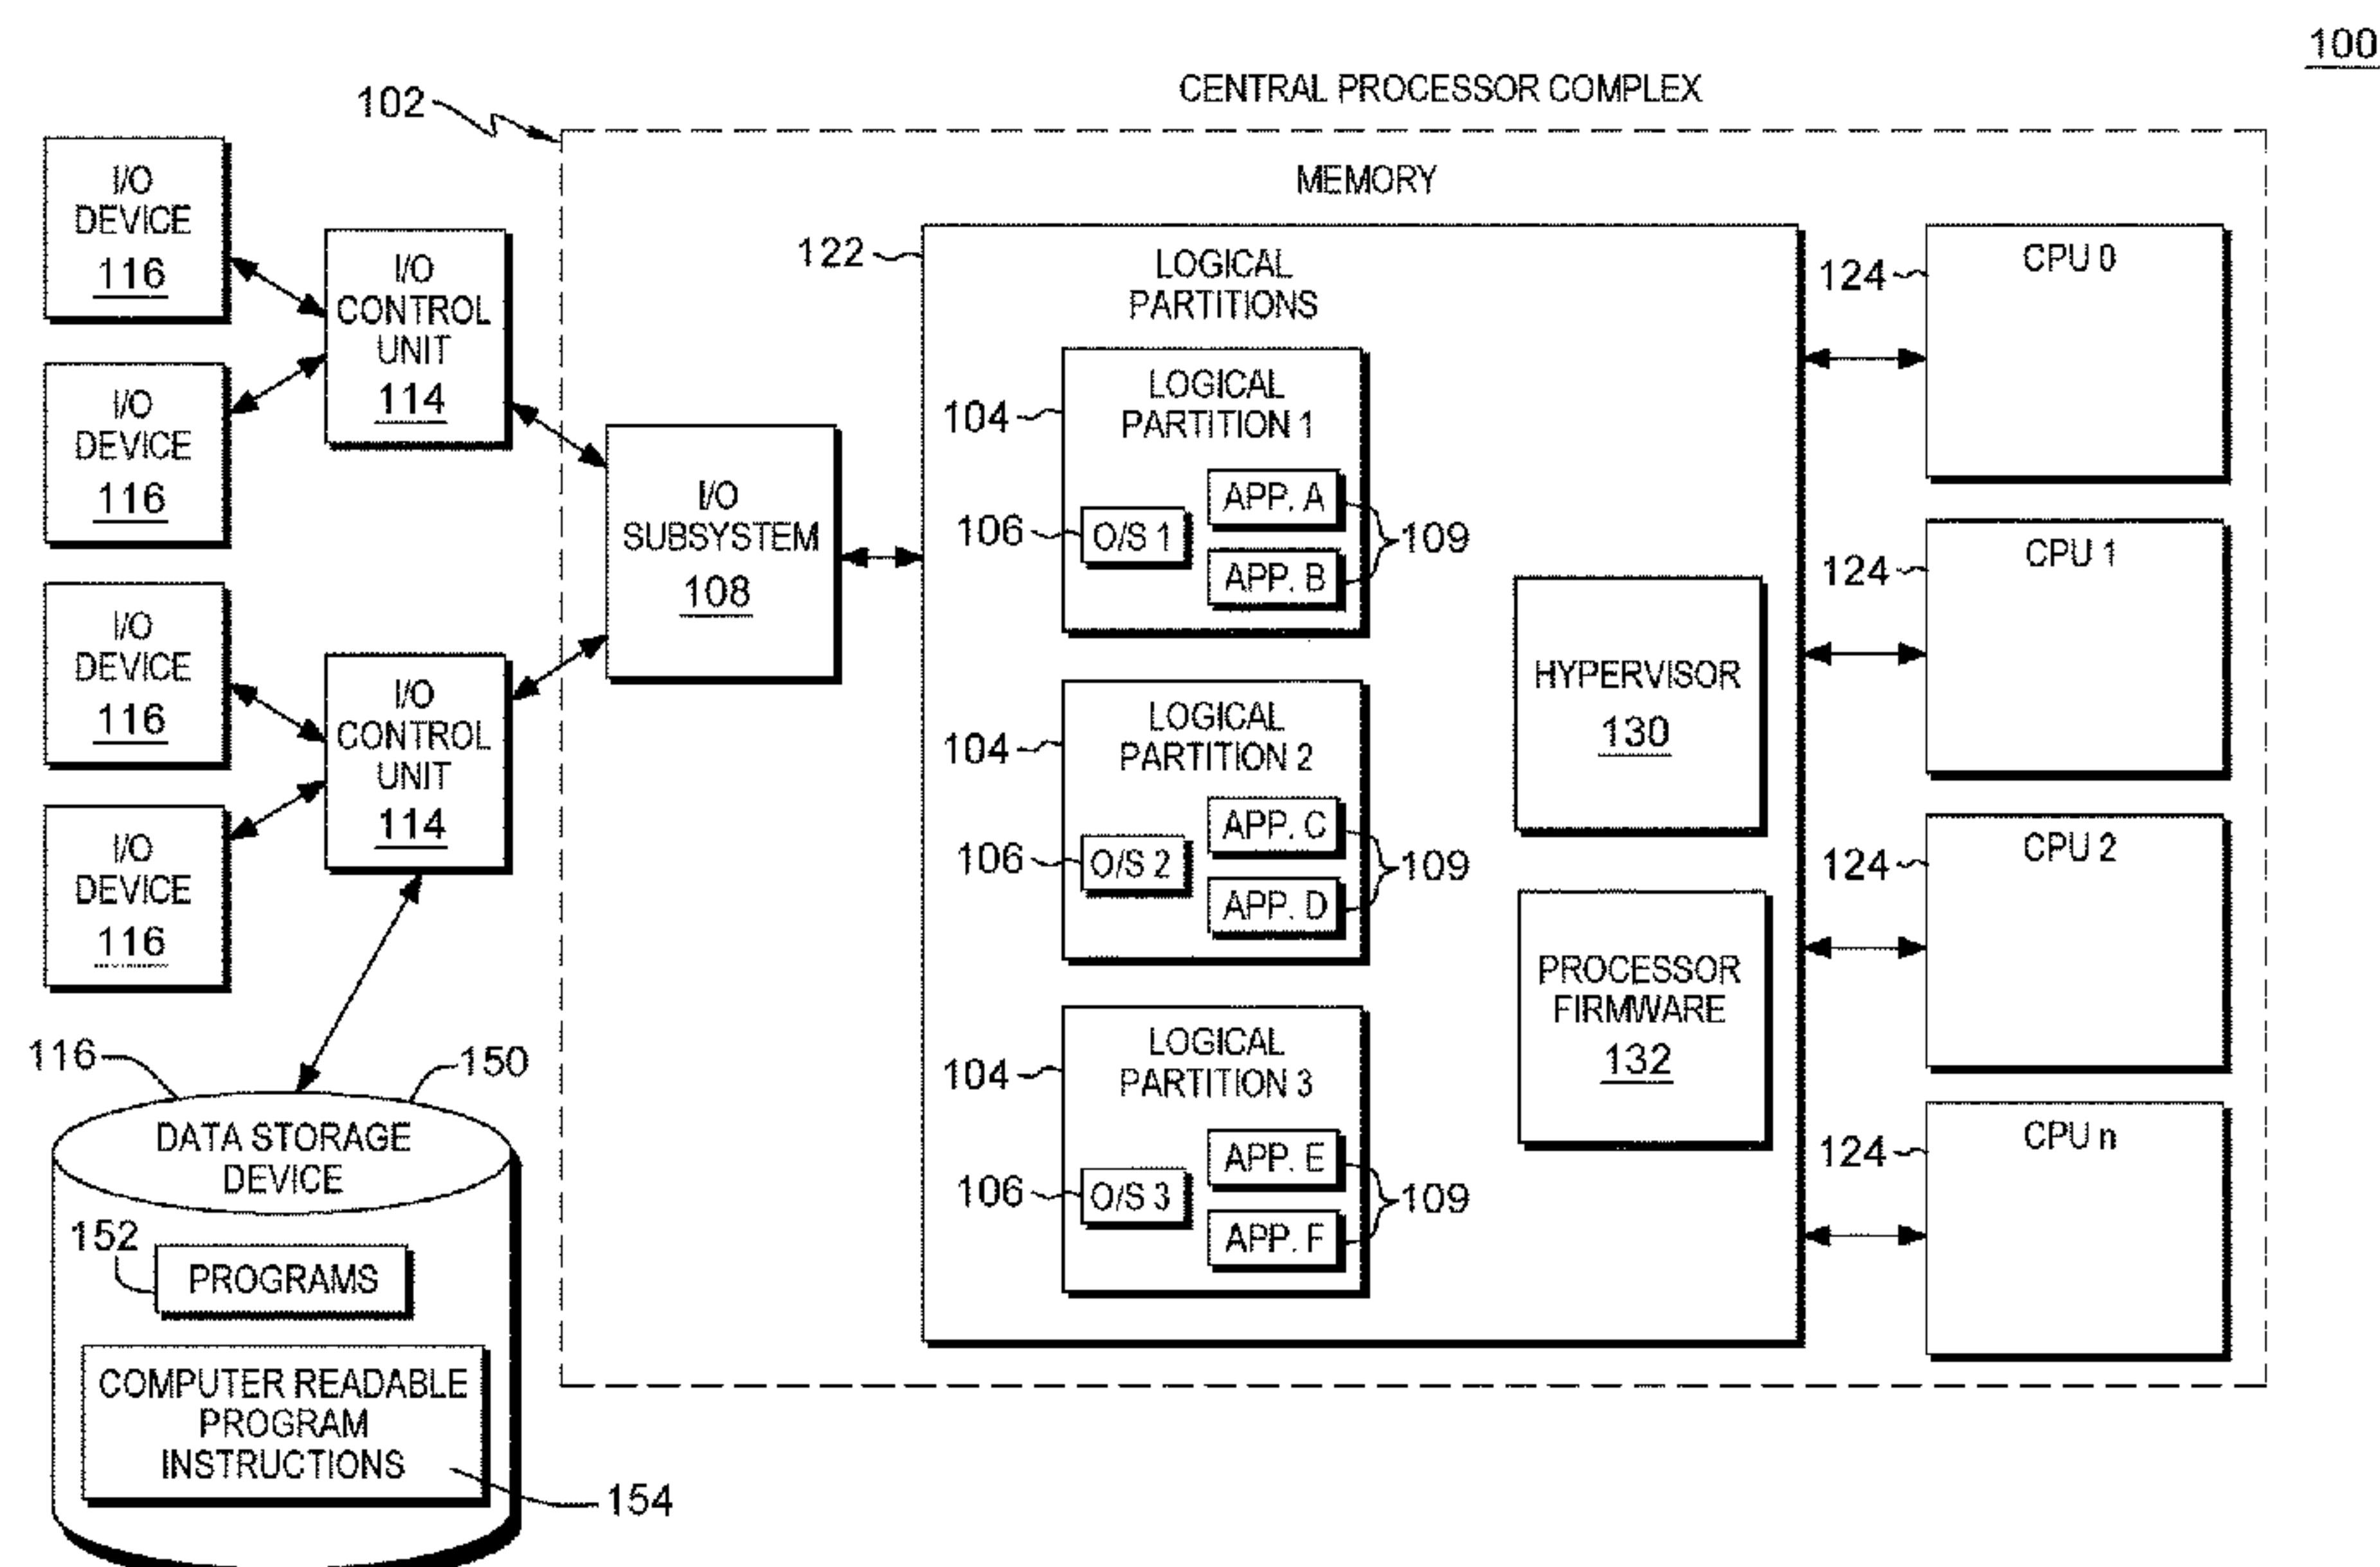 100
CENTRAL PROCESSOR COMPLEX
102
MEMORY
I/O
DEVICE
116
I/O
DEVICE
116
I/O
DEVICE
116
I/O
DEVICE
116
I/O
CONTROL
UNIT
114
I/O
CONTROL
UNIT
114
I/O
SUBSYSTEM
108
122
LOGICAL
PARTITIONS
104
LOGICAL
PARTITION 1
106
O/S 1
APP. A
APP. B
109
104
LOGICAL
PARTITION 2
106
O/S 2
APP. C
APP. D
109
104
LOGICAL
PARTITION 3
106
O/S 3
APP. E
APP. F
109
HYPERVISOR
130
PROCESSOR
FIRMWARE
132
124
CPU 0
124
CPU 1
124
CPU 2
124
CPU n
116
150
DATA STORAGE
DEVICE
152
PROGRAMS
COMPUTER READABLE
PROGRAM
INSTRUCTIONS
154